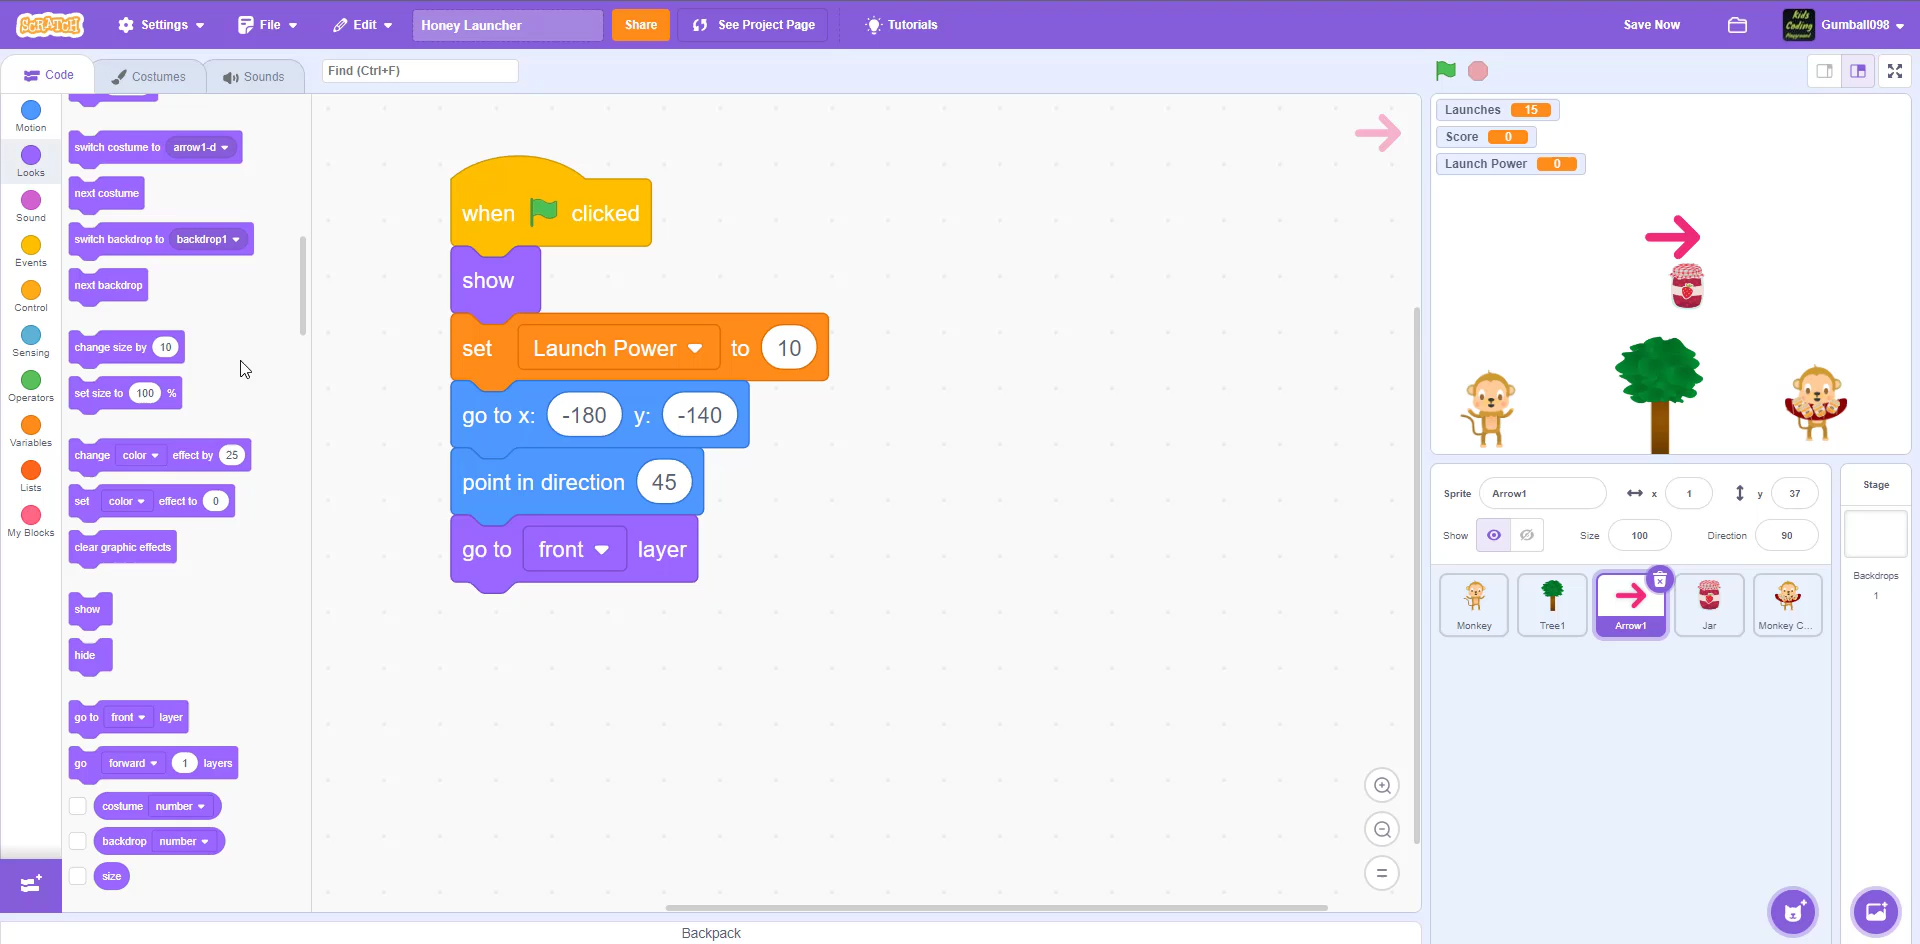 SCRATCH
Settings
File
Edit
Honey Launcher
Share
See Project Page
Tutorials
Save Now
Kids
Coding
Playground
Gumball098
Code
Costumes
Sounds
Find (Ctrl+F)
Motion
Looks
Sound
Events
Control
Sensing
Operators
Variables
Lists
My Blocks
switch costume to arrow1-d
next costume
switch backdrop to backdrop1
next backdrop
change size by 10
set size to 100 %
change color effect by 25
set color effect to 0
clear graphic effects
show
hide
go to front layer
go forward 1 layers
costume number
backdrop number
size
when clicked
show
set Launch Power to 10
go to x: -180 y: -140
point in direction 45
go to front layer
Backpack
Launches 15
Score 0
Launch Power 0
Sprite Arrow1 x 1 y 37
Show Size 100 Direction 90
Monkey
Tree1
Arrow1
Jar
Monkey C...
Stage
Backdrops
1